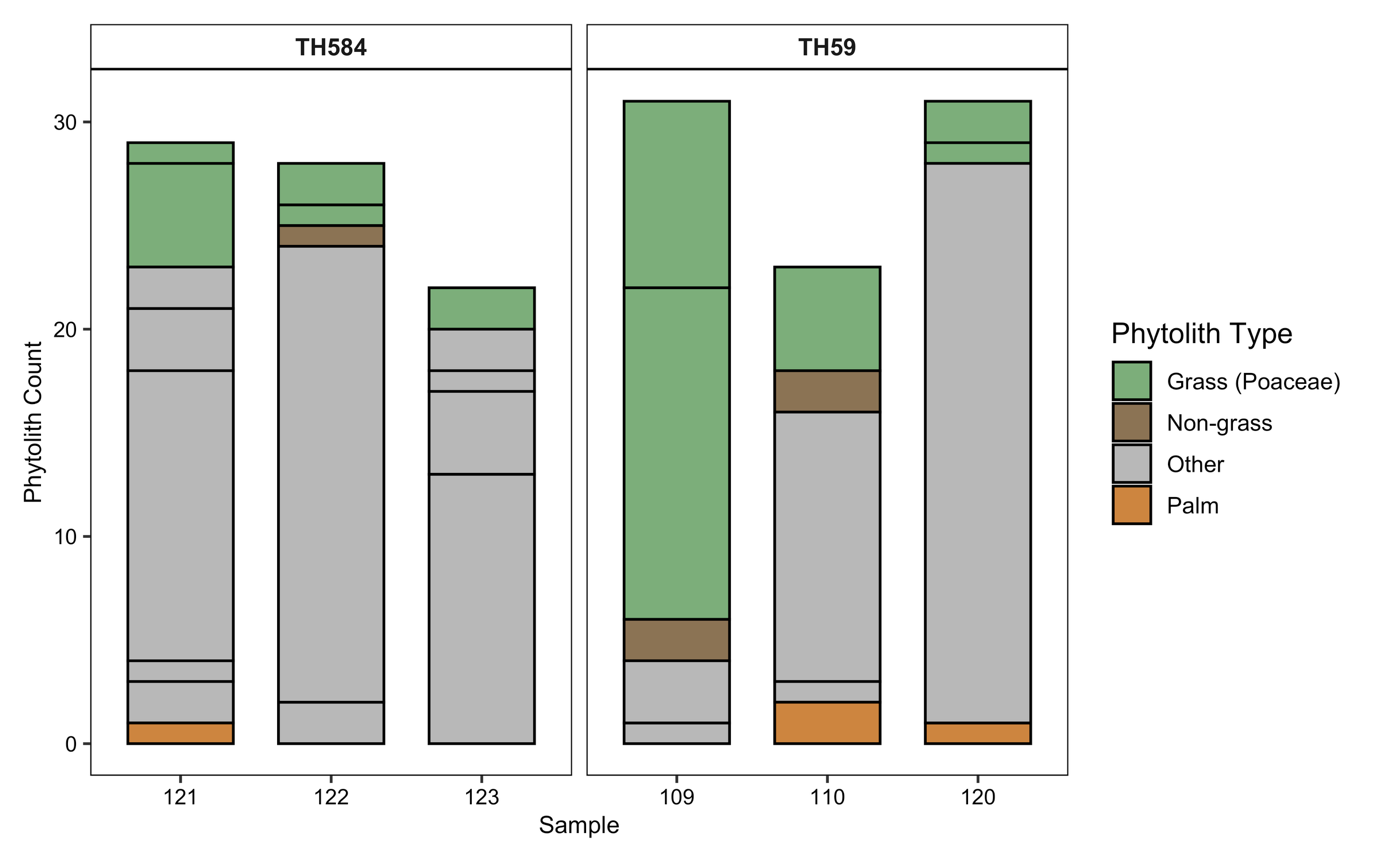 TH584
TH59
30
20
10
0
Phytolith Count
121
122
123
109
110
120
Sample
Phytolith Type
Grass (Poaceae)
Non-grass
Other
Palm